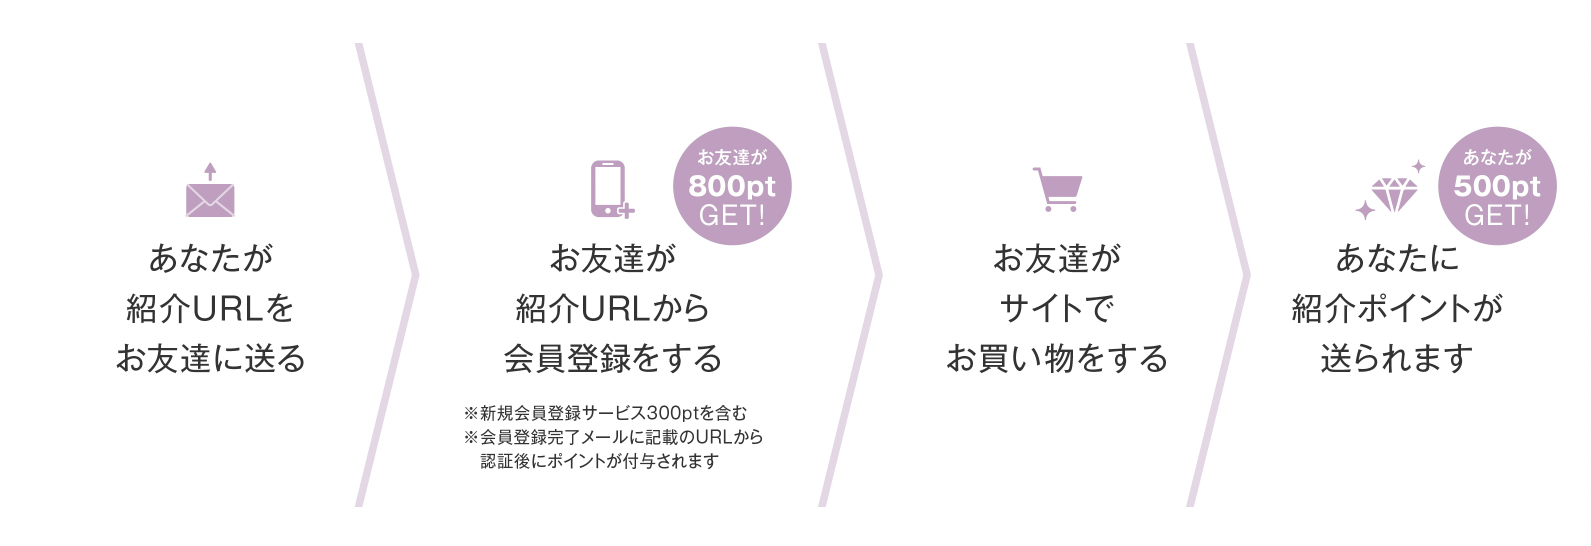 あなたが
紹介URLを
お友達に送る
お友達が
800pt
GET!
お友達が
紹介URLから
会員登録をする
※新規会員登録サービス300ptを含む
※会員登録完了メールに記載のURLから
認証後にポイントが付与されます
お友達が
サイトで
お買い物をする
あなたが
500pt
GET!
あなたに
紹介ポイントが
送られます